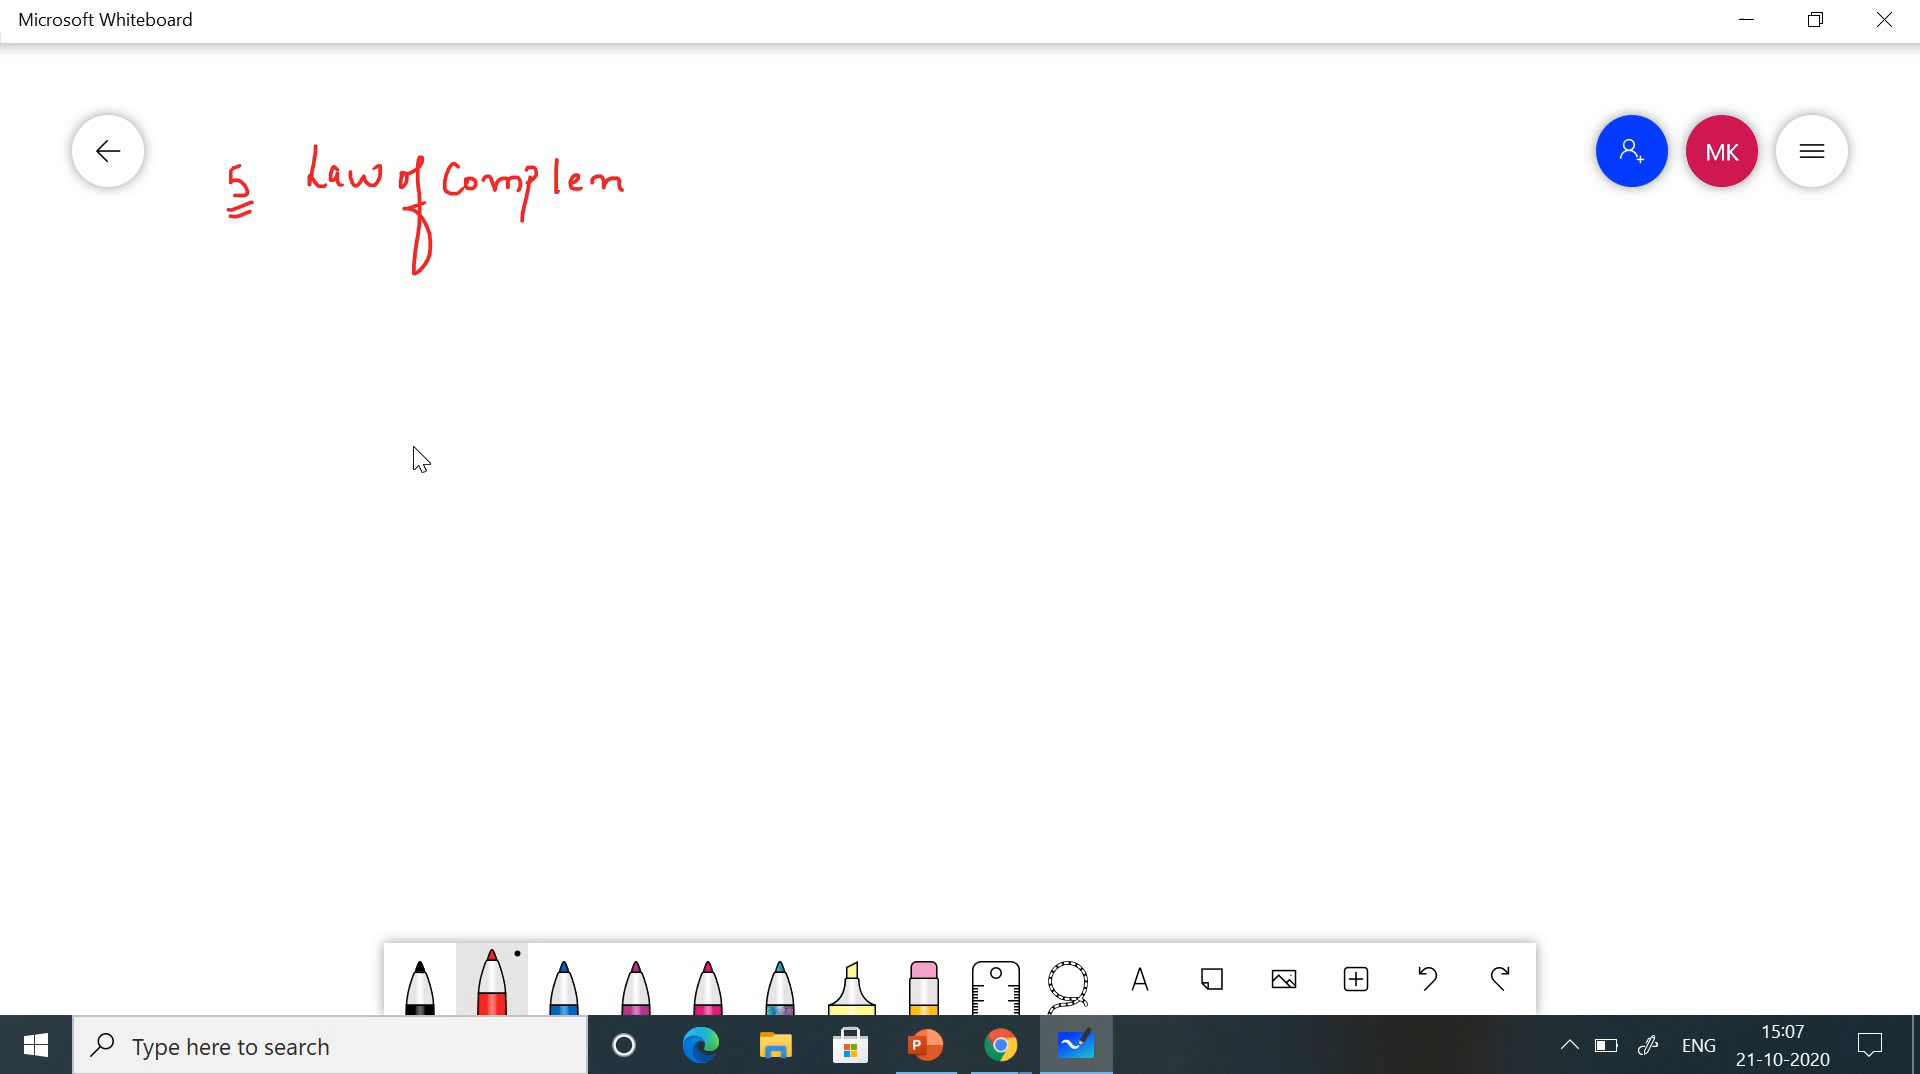 Microsoft Whiteboard
MK
5 Law of Complem
A
Type here to search
P
ENG
15:07
21-10-2020